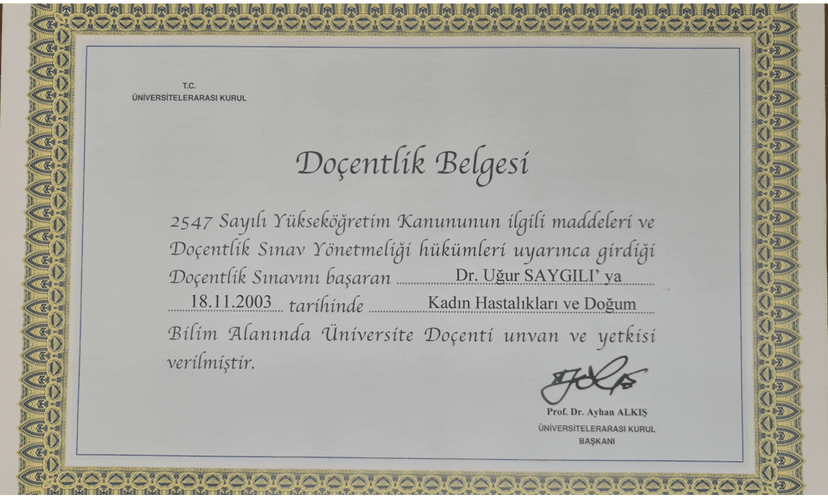 T.C.
ÜNİVERSİTELERARASI KURUL
Doçentlik Belgesi
2547 Sayılı Yükseköğretim Kanununun ilgili maddeleri ve
Doçentlik Sınav Yönetmeliği hükümleri uyarınca girdiği
Doçentlik Sınavını başaran Dr. Uğur SAYGILI' ya
18.11.2003 tarihinde Kadın Hastalıkları ve Doğum
Bilim Alanında Üniversite Doçenti unvan ve yetkisi
verilmiştir.
Prof. Dr. Ayhan ALKIŞ
ÜNİVERSİTELERARASI KURUL
BAŞKANI